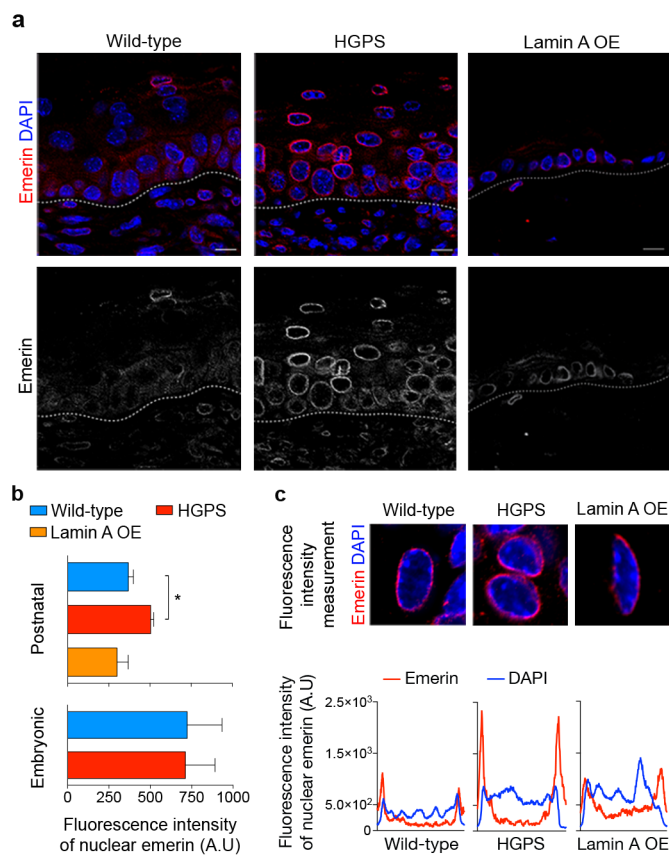 a
Wild-type
HGPS
Lamin A OE
Emerin DAPI
Emerin
b
Wild-type
HGPS
Lamin A OE
Postnatal
*
Embryonic
0
250
500
750
1000
Fluorescence intensity
of nuclear emerin (A.U)
c
Wild-type
HGPS
Lamin A OE
Fluorescence
intensity
measurement
Emerin DAPI
Emerin
DAPI
Fluorescence intensity
of nuclear emerin (A.U)
2.5×10³
1.5×10³
5.0×10²
0
Wild-type
HGPS
Lamin A OE